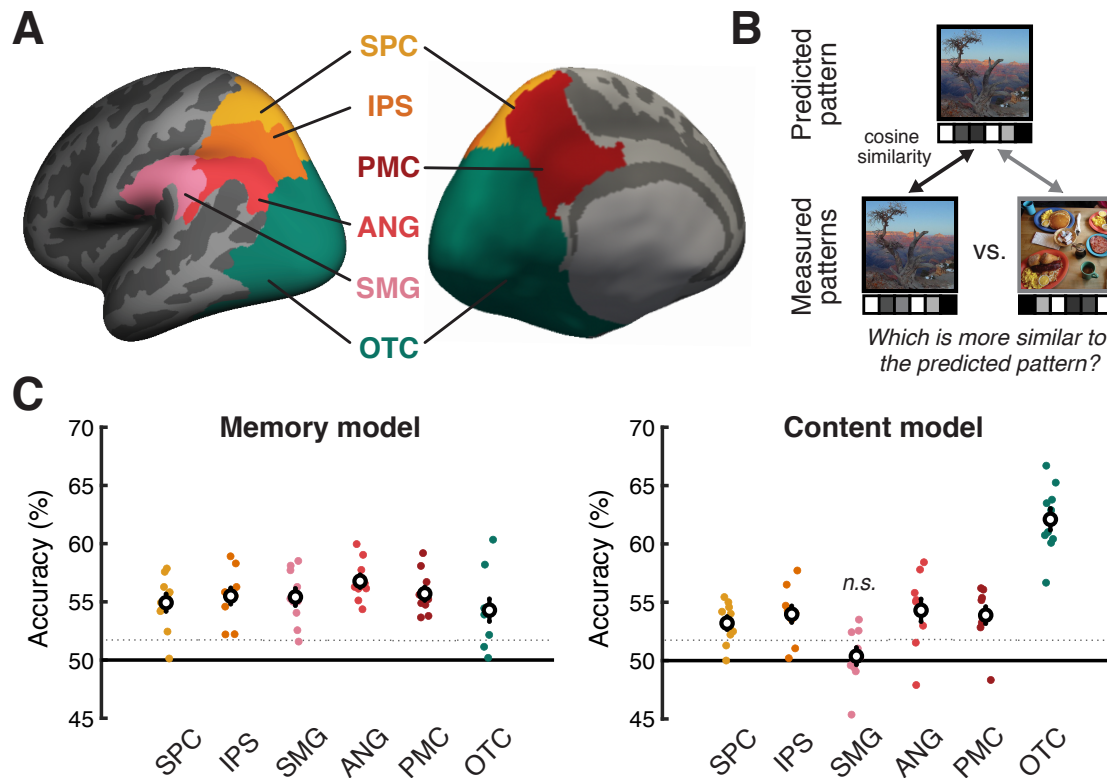 A
SPC
IPS
PMC
ANG
SMG
OTC
B
Predicted
pattern
cosine
similarity
Measured
patterns
vs.
Which is more similar to
the predicted pattern?
C
Memory model
Accuracy (%)
70
65
60
55
50
45
SPC
IPS
SMG
ANG
PMC
OTC
Content model
Accuracy (%)
70
65
60
55
50
45
n.s.
SPC
IPS
SMG
ANG
PMC
OTC